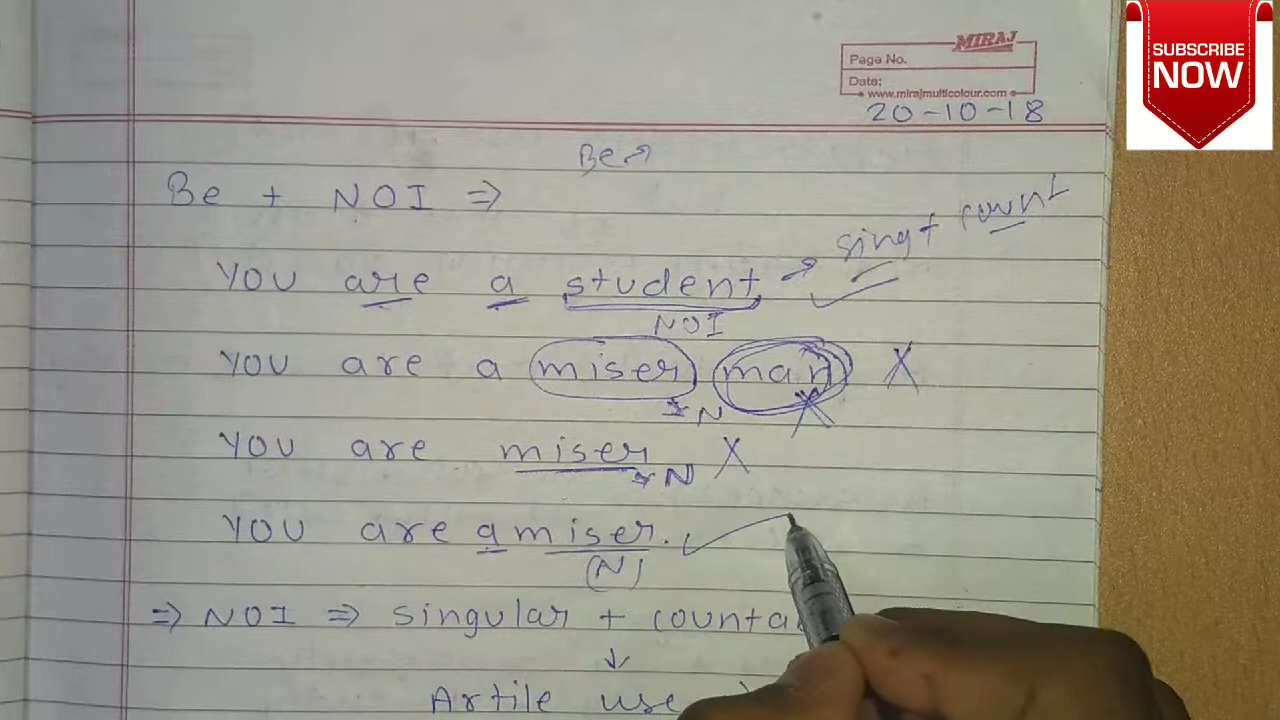 SUBSCRIBE
NOW
MIRAJ
Page No.
Date:
www.mirajmulticolour.com
20-10-18
Be→
Be + NOI ⇒
You are a student → sing + count ✓
NOI
You are a miser man X
* N X
You are miser X
* N
You are a miser. ✓
(N)
⇒ NOI ⇒ singular +
↓
Artile use